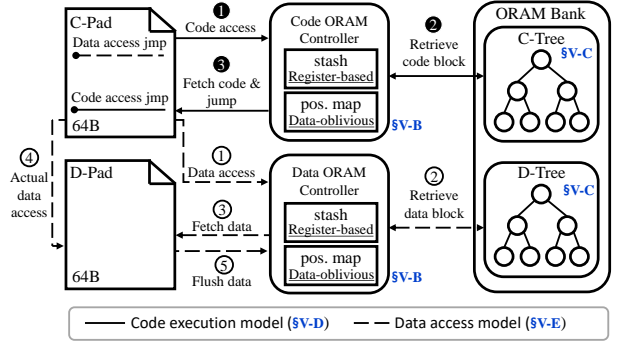 C-Pad
Data access jmp
Code access jmp
64B
❶
Code access
❸
Fetch code &
jump
Code ORAM
Controller
stash
Register-based
pos. map
Data-oblivious
§V-B
❷
Retrieve
code block
ORAM Bank
C-Tree
§V-C
④
Actual
data
access
D-Pad
64B
①
Data access
③
Fetch data
⑤
Flush data
Data ORAM
Controller
stash
Register-based
pos. map
Data-oblivious
§V-B
②
Retrieve
data block
D-Tree
§V-C
Code execution model (§V-D)
Data access model (§V-E)